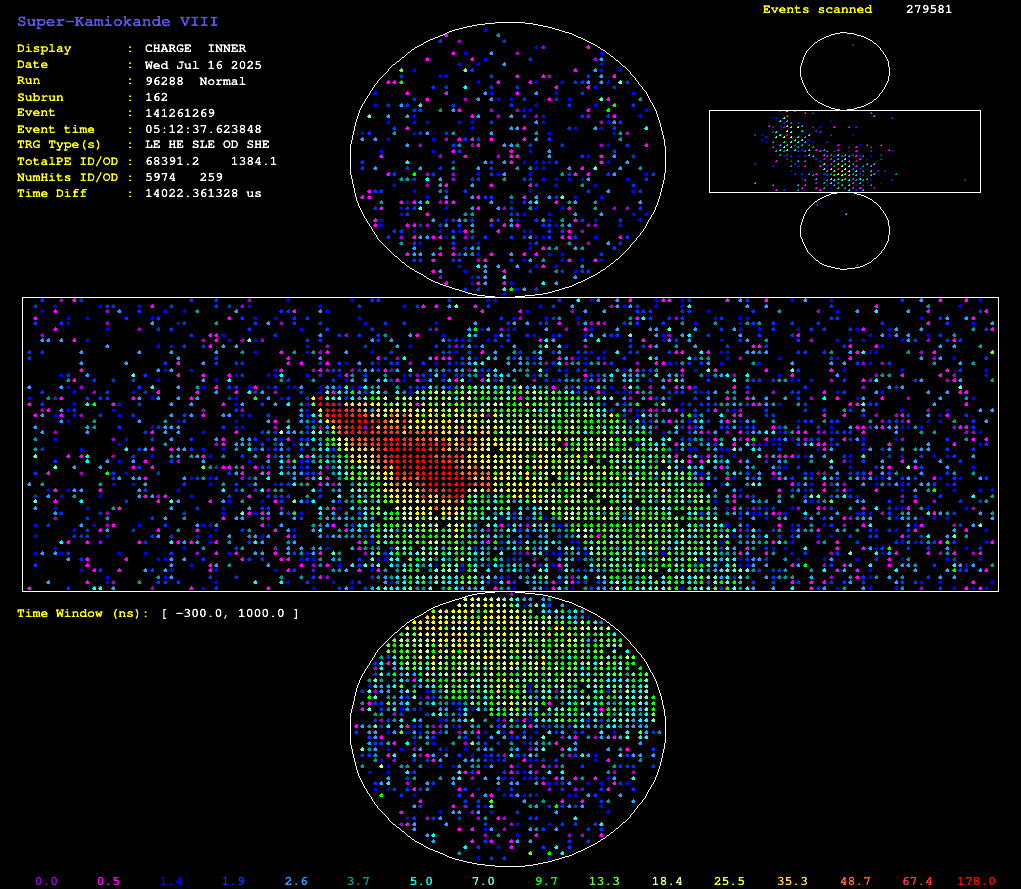 Super-Kamiokande VIII
Events scanned 279581
Display : CHARGE INNER
Date : Wed Jul 16 2025
Run : 96288 Normal
Subrun : 162
Event : 141261269
Event time : 05:12:37.623848
TRG Type(s) : LE HE SLE OD SHE
TotalPE ID/OD : 68391.2 1384.1
NumHits ID/OD : 5974 259
Time Diff : 14022.361328 us
Time Window (ns): [ -300.0, 1000.0 ]
0.0 0.5 1.4 1.9 2.6 3.7 5.0 7.0 9.7 13.3 18.4 25.5 35.3 48.7 67.4 178.0